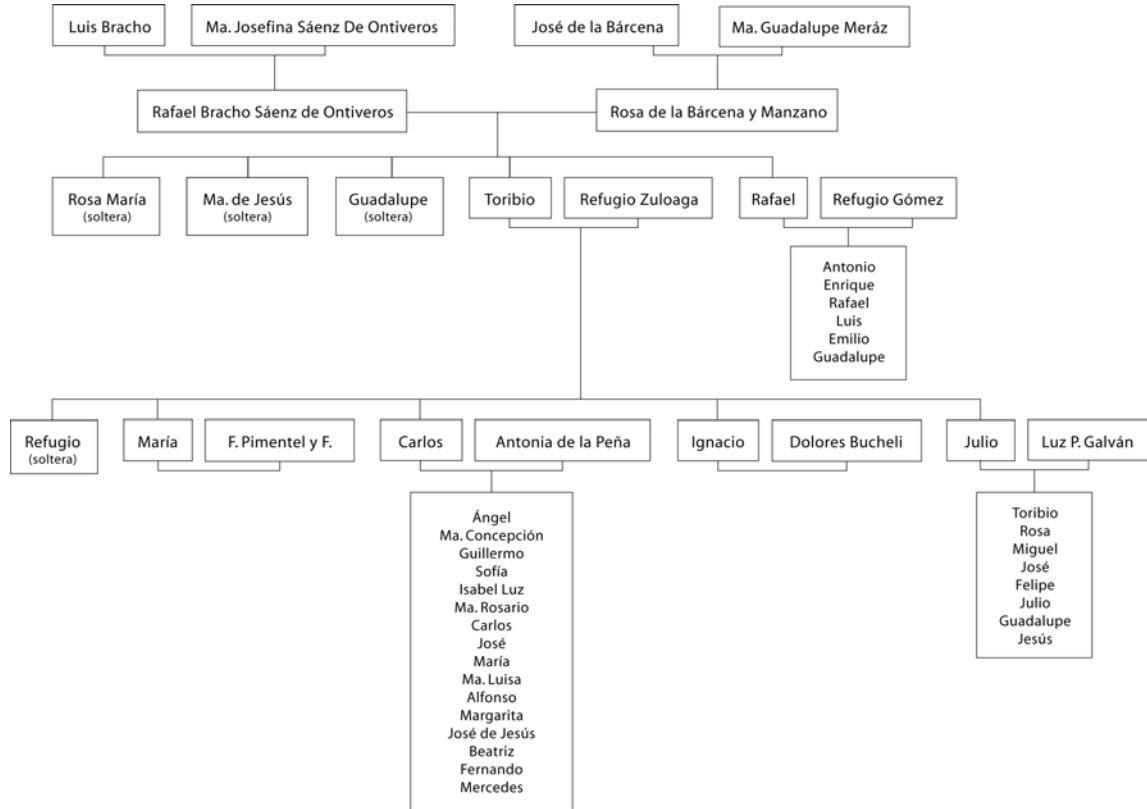 Luis Bracho
Ma. Josefina Sáenz De Ontiveros
José de la Bárcena
Ma. Guadalupe Meráz
Rafael Bracho Sáenz de Ontiveros
Rosa de la Bárcena y Manzano
Rosa María
(soltera)
Ma. de Jesús
(soltera)
Guadalupe
(soltera)
Toribio
Refugio Zuloaga
Rafael
Refugio Gómez
Antonio
Enrique
Rafael
Luis
Emilio
Guadalupe
Refugio
(soltera)
María
F. Pimentel y F.
Carlos
Antonia de la Peña
Ignacio
Dolores Bucheli
Julio
Luz P. Galván
Ángel
Ma. Concepción
Guillermo
Sofía
Isabel Luz
Ma. Rosario
Carlos
José
María
Ma. Luisa
Alfonso
Margarita
José de Jesús
Beatriz
Fernando
Mercedes
Toribio
Rosa
Miguel
José
Felipe
Julio
Guadalupe
Jesús